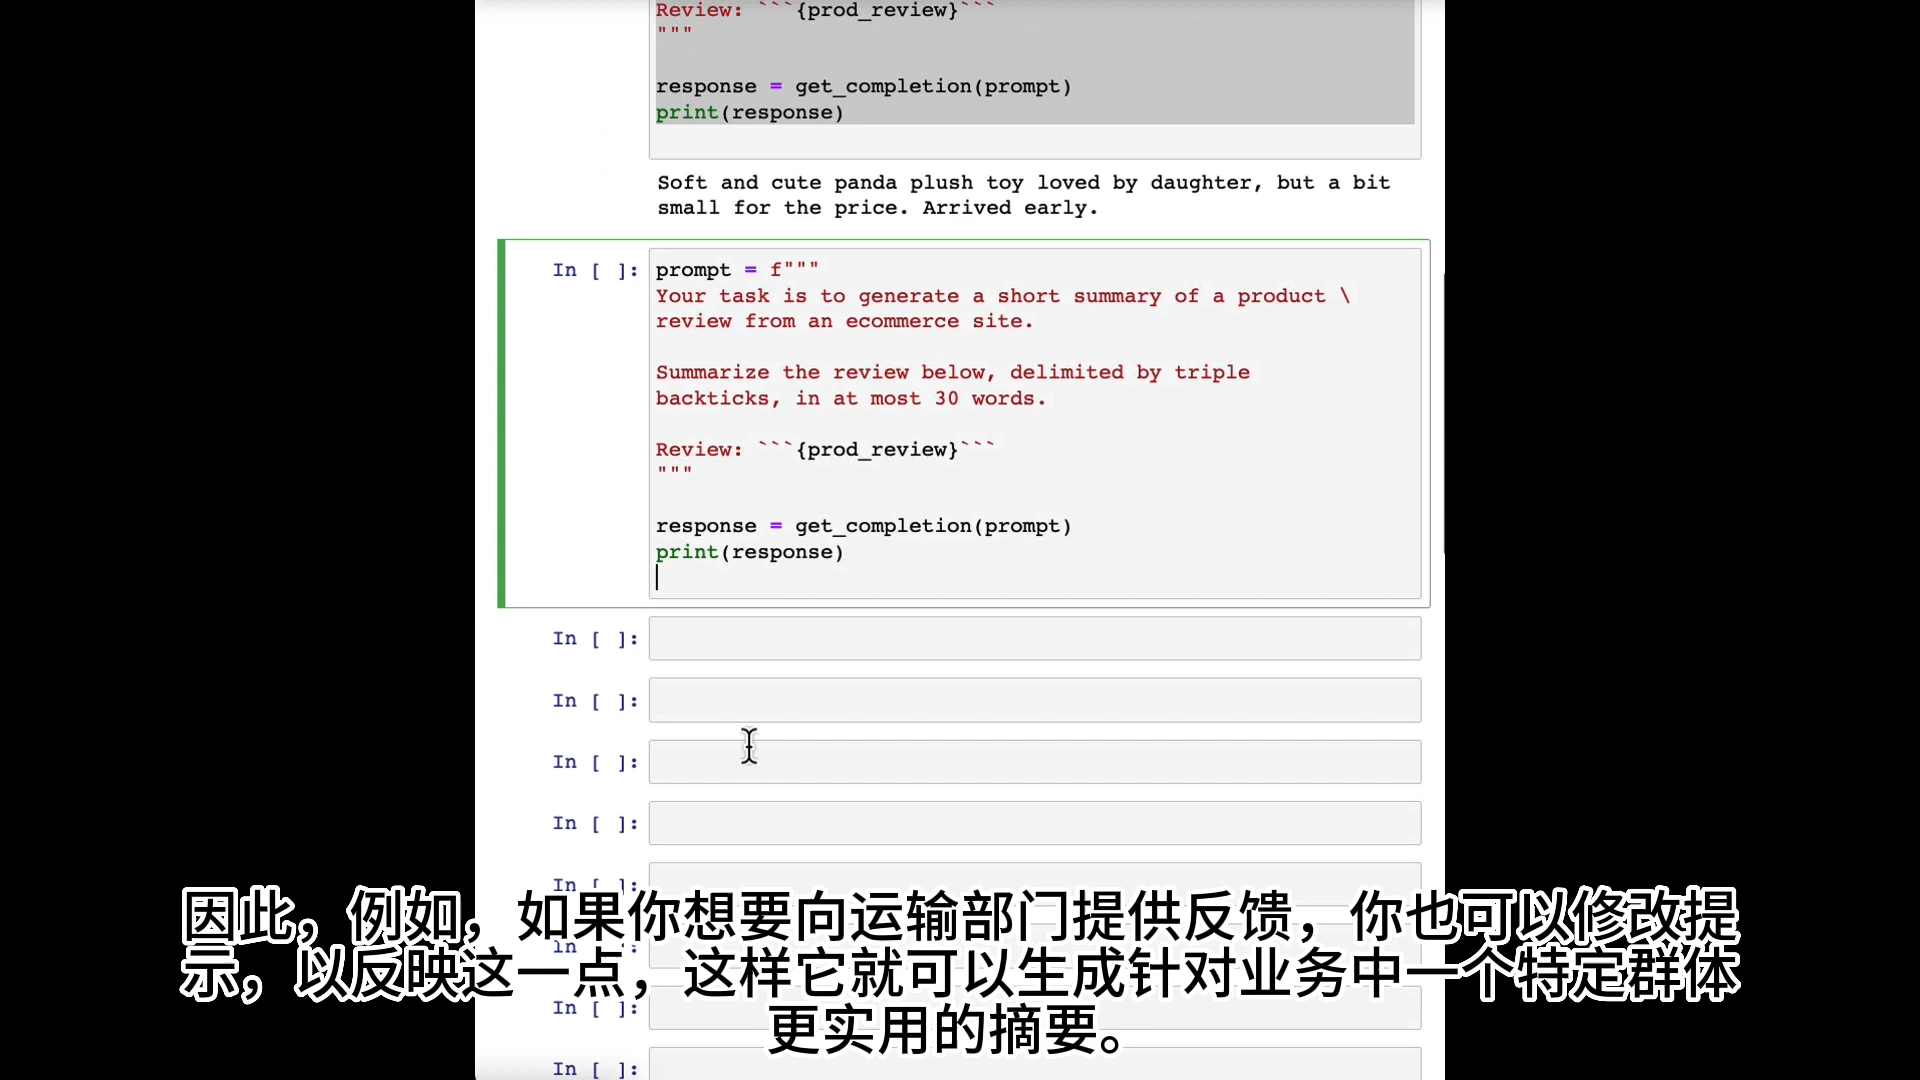 Review: ```{prod_review}```
"""
response = get_completion(prompt)
print(response)
Soft and cute panda plush toy loved by daughter, but a bit
small for the price. Arrived early.
In [ ]:
prompt = f"""
Your task is to generate a short summary of a product \
review from an ecommerce site.
Summarize the review below, delimited by triple
backticks, in at most 30 words.
Review: ```{prod_review}```
"""
response = get_completion(prompt)
print(response)
In [ ]:
In [ ]:
In [ ]:
In [ ]:
In [ ]:
In [ ]:
In [ ]:
In [ ]:
因此，例如，如果你想要向运输部门提供反馈，你也可以修改提
示，以反映这一点，这样它就可以生成针对业务中一个特定群体
更实用的摘要。